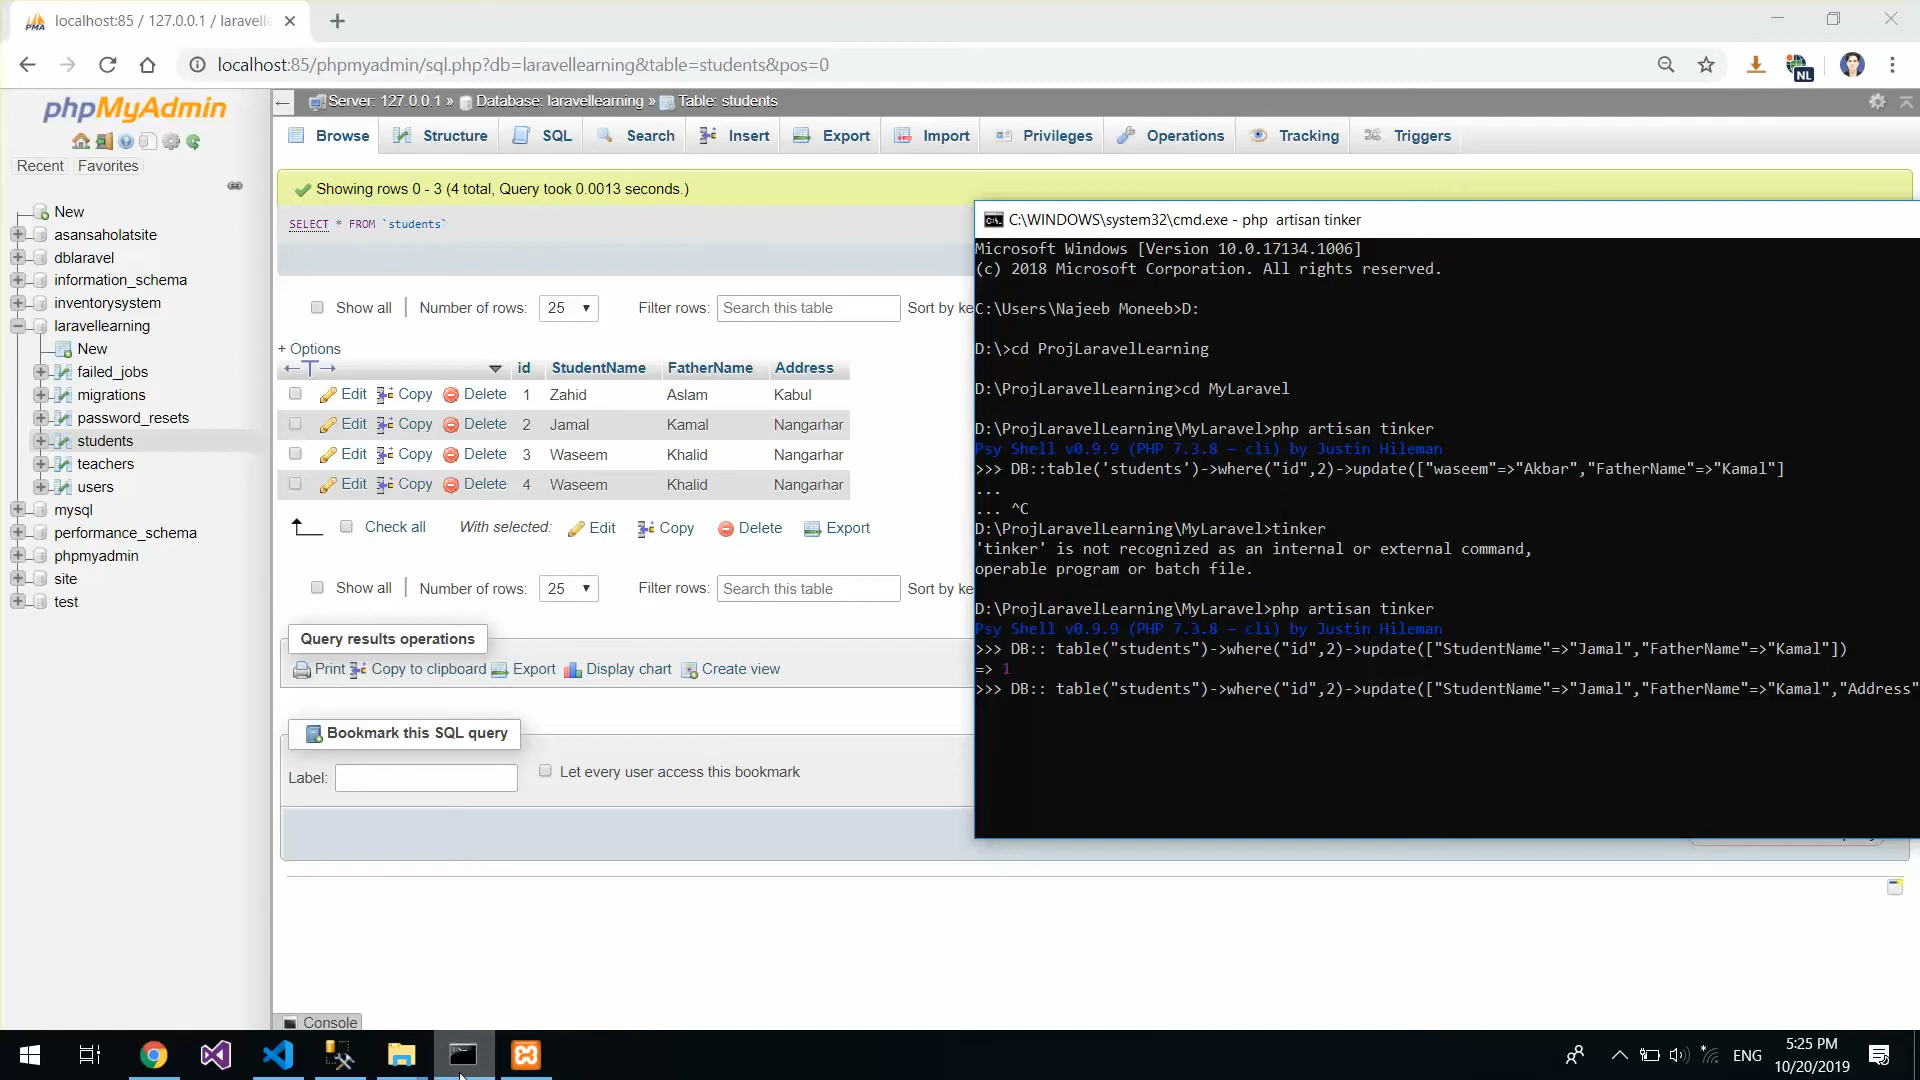 localhost:85 / 127.0.0.1 / laravelle
localhost:85/phpmyadmin/sql.php?db=laravellearning&table=students&pos=0
NL
phpMyAdmin
Recent Favorites
New
asansaholatsite
dblaravel
information_schema
inventorysystem
laravellearning
New
failed_jobs
migrations
password_resets
students
teachers
users
mysql
performance_schema
phpmyadmin
site
test
Server: 127.0.0.1 » Database: laravellearning » Table: students
Browse Structure SQL Search Insert Export Import Privileges Operations Tracking Triggers
Showing rows 0 - 3 (4 total, Query took 0.0013 seconds.)
SELECT * FROM `students`
Show all | Number of rows: 25 Filter rows: Search this table Sort by ke
+ Options
←T→ id StudentName FatherName Address
Edit Copy Delete 1 Zahid Aslam Kabul
Edit Copy Delete 2 Jamal Kamal Nangarhar
Edit Copy Delete 3 Waseem Khalid Nangarhar
Edit Copy Delete 4 Waseem Khalid Nangarhar
Check all With selected: Edit Copy Delete Export
Show all | Number of rows: 25 Filter rows: Search this table Sort by ke
Query results operations
Print Copy to clipboard Export Display chart Create view
Bookmark this SQL query
Label: Let every user access this bookmark
Console
C:\WINDOWS\system32\cmd.exe - php  artisan tinker
Microsoft Windows [Version 10.0.17134.1006]
(c) 2018 Microsoft Corporation. All rights reserved.
C:\Users\Najeeb Moneeb>D:
D:\>cd ProjLaravelLearning
D:\ProjLaravelLearning>cd MyLaravel
D:\ProjLaravelLearning\MyLaravel>php artisan tinker
Psy Shell v0.9.9 (PHP 7.3.8 — cli) by Justin Hileman
>>> DB::table('students')->where("id",2)->update(["waseem"=>"Akbar","FatherName"=>"Kamal"]
...
... ^C
D:\ProjLaravelLearning\MyLaravel>tinker
'tinker' is not recognized as an internal or external command,
operable program or batch file.
D:\ProjLaravelLearning\MyLaravel>php artisan tinker
Psy Shell v0.9.9 (PHP 7.3.8 — cli) by Justin Hileman
>>> DB:: table("students")->where("id",2)->update(["StudentName"=>"Jamal","FatherName"=>"Kamal"])
=> 1
>>> DB:: table("students")->where("id",2)->update(["StudentName"=>"Jamal","FatherName"=>"Kamal","Address"
ENG
5:25 PM
10/20/2019